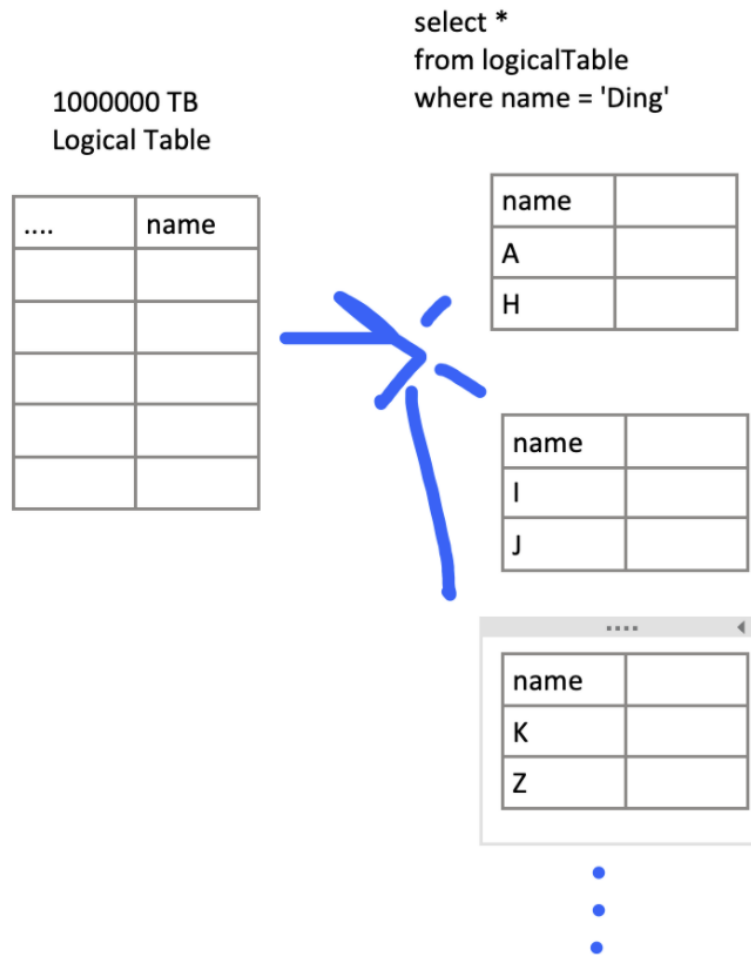 select *
from logicalTable
where name = 'Ding'
1000000 TB
Logical Table
.... name
name
A
H
name
I
J
name
K
Z